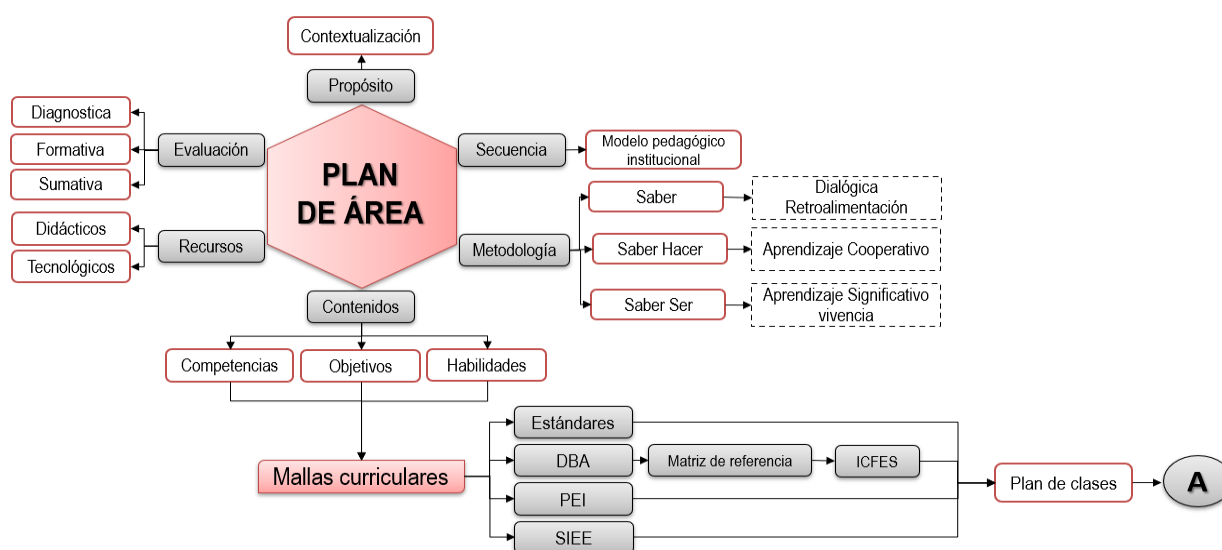 Contextualización
Propósito
Diagnostica
Formativa
Sumativa
Evaluación
Didácticos
Tecnológicos
Recursos
PLAN
DE ÁREA
Secuencia
Modelo pedagógico
institucional
Metodología
Saber
Dialógica
Retroalimentación
Saber Hacer
Aprendizaje Cooperativo
Saber Ser
Aprendizaje Significativo
vivencia
Contenidos
Competencias
Objetivos
Habilidades
Mallas curriculares
Estándares
DBA
Matriz de referencia
ICFES
PEI
SIEE
Plan de clases
A